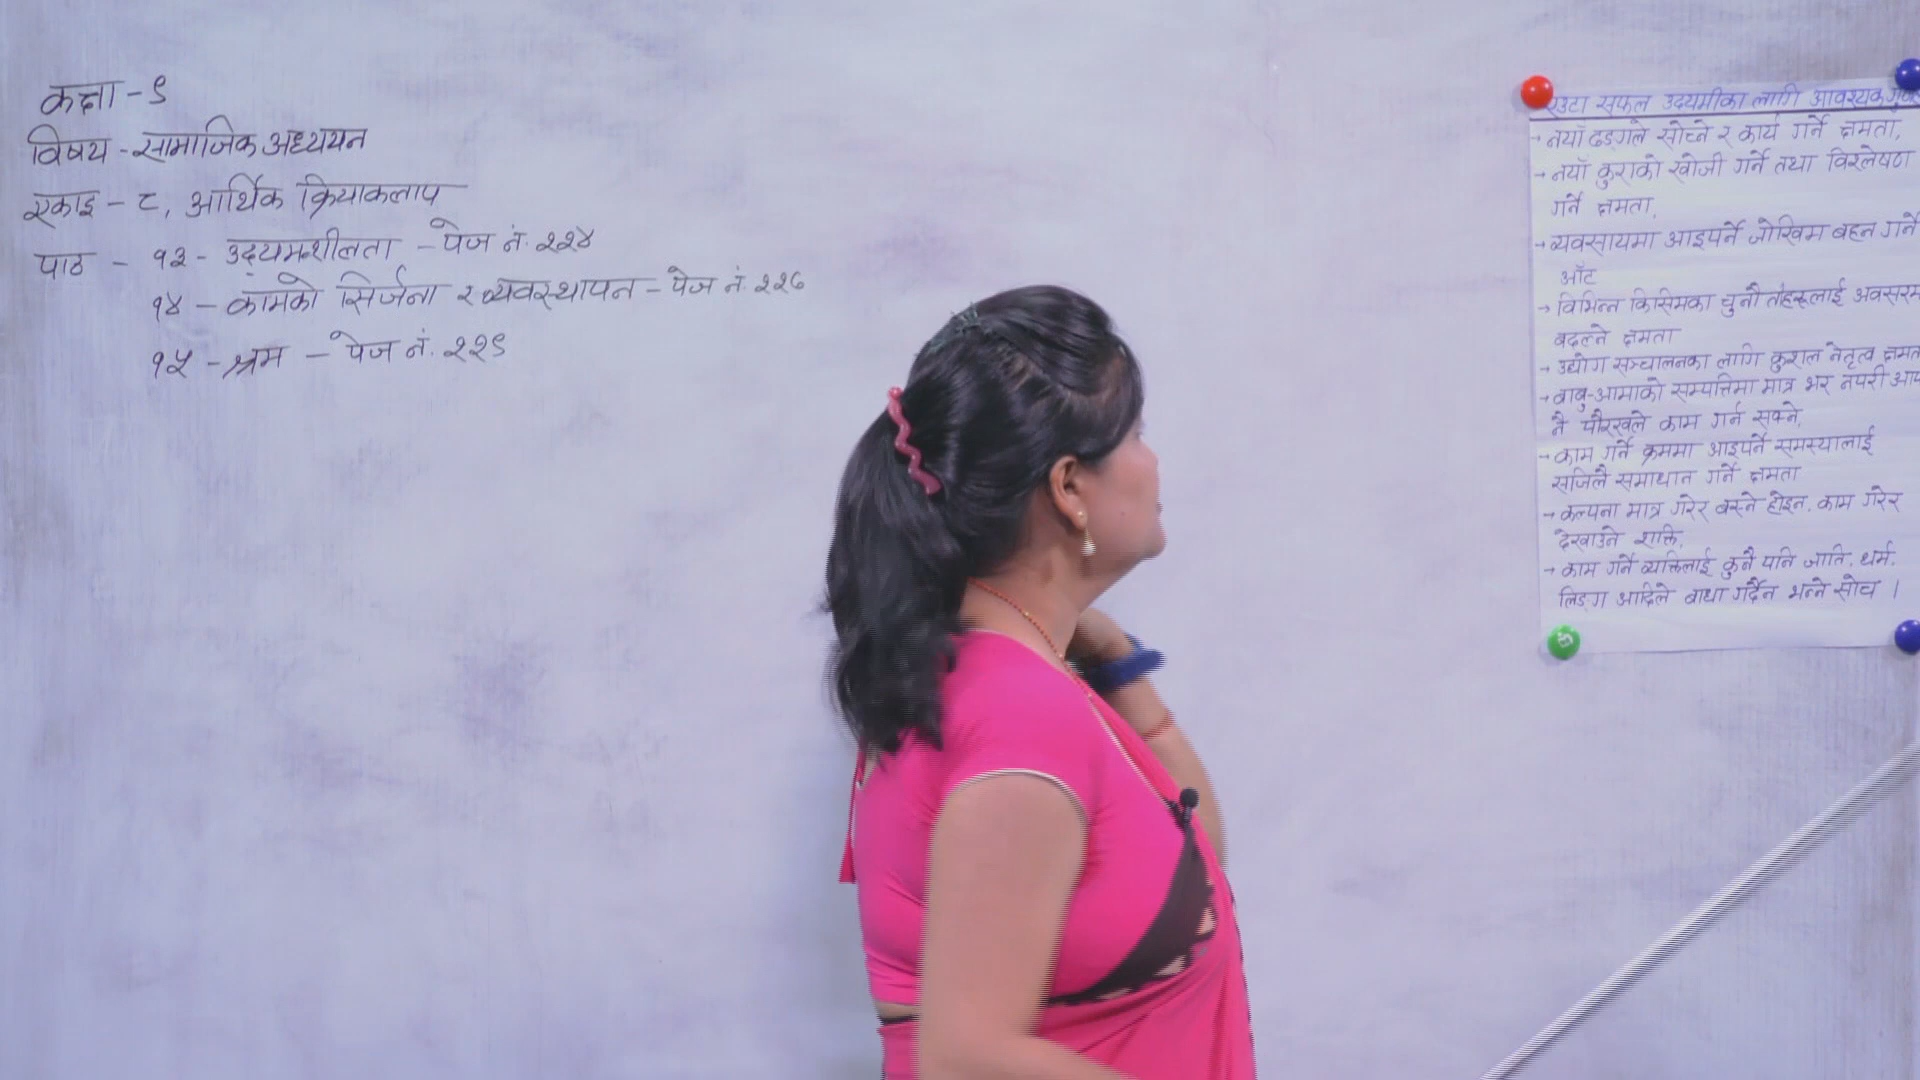 कक्षा - ९
विषय - सामाजिक अध्ययन
एकाइ - ८, आर्थिक क्रियाकलाप
पाठ - १३ - उद्यमशीलता - पेज नं. २२४
१४ - कामको सिर्जना र व्यवस्थापन - पेज नं. २२७
१५ - श्रम - पेज नं. २२९
एउटा सफल उद्यमीका लागि आवश्यक
→ नयाँ ढङ्गले सोच्ने र कार्य गर्ने क्षमता,
→ नयाँ कुराको खोजी गर्ने तथा विश्लेषण
गर्ने क्षमता,
→ व्यवसायमा आइपर्ने जोखिम बहन गर्ने
आँट
→ विभिन्न किसिमका चुनौतीहरूलाई अवसरमा
बदल्ने क्षमता
→ उद्योग सञ्चालनका लागि कुशल नेतृत्व क्षमता
→ बाबु-आमाको सम्पत्तिमा मात्र भर नपरी
नै पौरखले काम गर्न सक्ने,
→ काम गर्ने क्रममा आइपर्ने समस्यालाई
सजिलै समाधान गर्ने क्षमता
→ कल्पना मात्र गरेर बस्ने होइन, काम गरेर
देखाउने शक्ति,
→ काम गर्ने व्यक्तिलाई कुनै पनि जाति, धर्म,
लिङ्ग आदिले बाधा गर्दैन भन्ने सोच ।